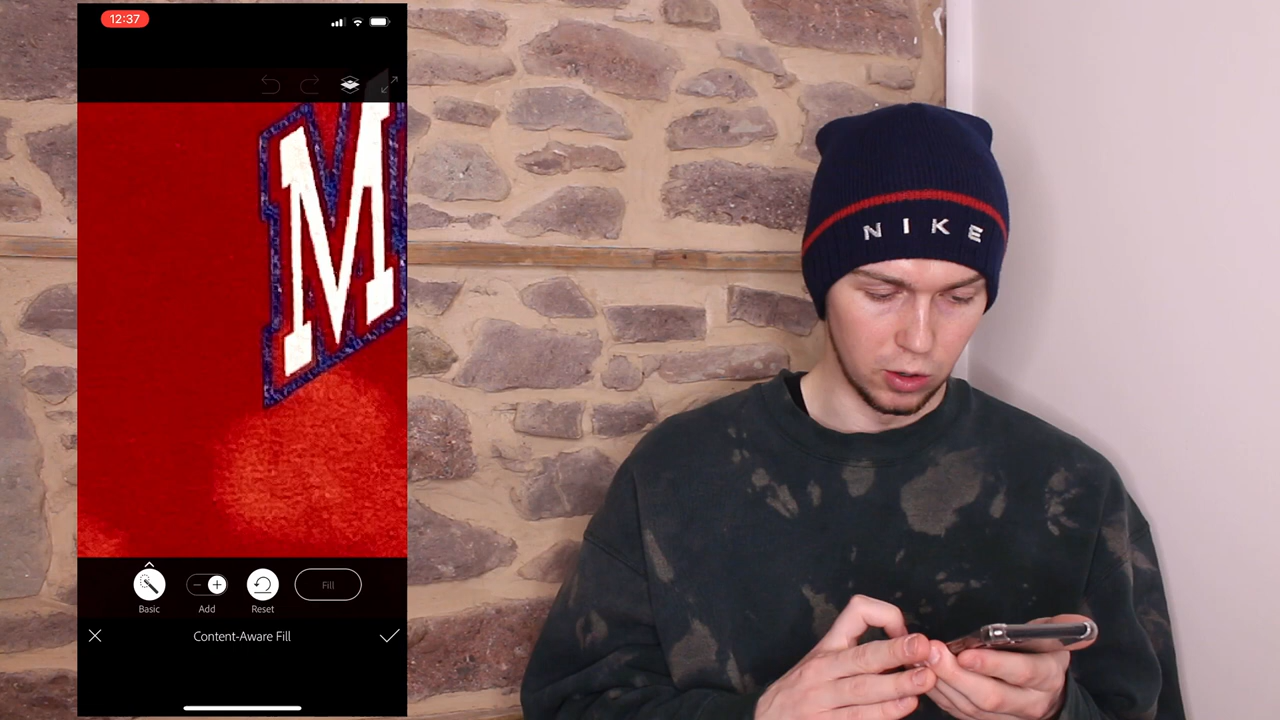 12:37
M
NIKE
Basic
Add
Reset
Fill
Content-Aware Fill